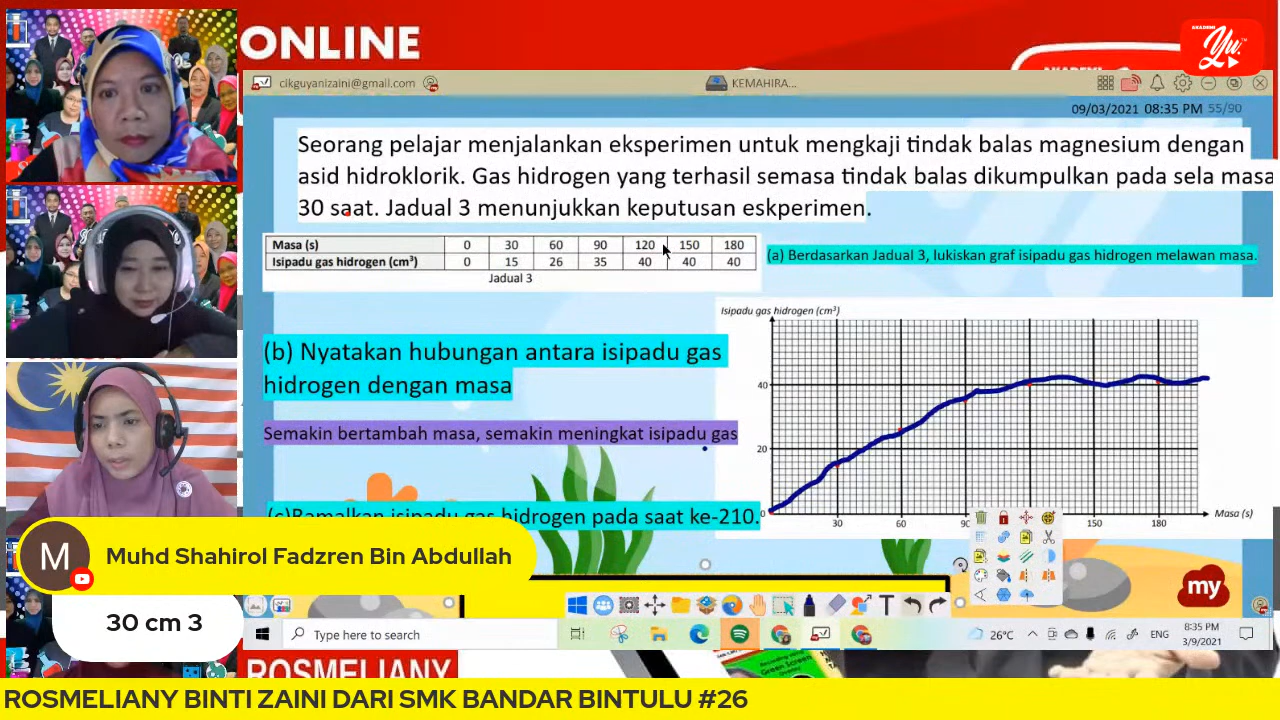 ONLINE
AKADEMI
Yu
cikguyanizaini@gmail.com
KEMAHIRA...
09/03/2021 08:35 PM 55/90
Seorang pelajar menjalankan eksperimen untuk mengkaji tindak balas magnesium dengan
asid hidroklorik. Gas hidrogen yang terhasil semasa tindak balas dikumpulkan pada sela masa
30 saat. Jadual 3 menunjukkan keputusan eskperimen.
Masa (s) 0 30 60 90 120 150 180
Isipadu gas hidrogen (cm³) 0 15 26 35 40 40 40
Jadual 3
(a) Berdasarkan Jadual 3, lukiskan graf isipadu gas hidrogen melawan masa.
Isipadu gas hidrogen (cm³)
40
20
0
30 60 90 150 180
Masa (s)
(b) Nyatakan hubungan antara isipadu gas
hidrogen dengan masa
Semakin bertambah masa, semakin meningkat isipadu gas
(c)Ramalkan isipadu gas hidrogen pada saat ke-210.
M
Muhd Shahirol Fadzren Bin Abdullah
30 cm 3
my
Type here to search
26°C
ENG
8:35 PM
3/9/2021
ROSMELIANY
ROSMELIANY BINTI ZAINI DARI SMK BANDAR BINTULU #26